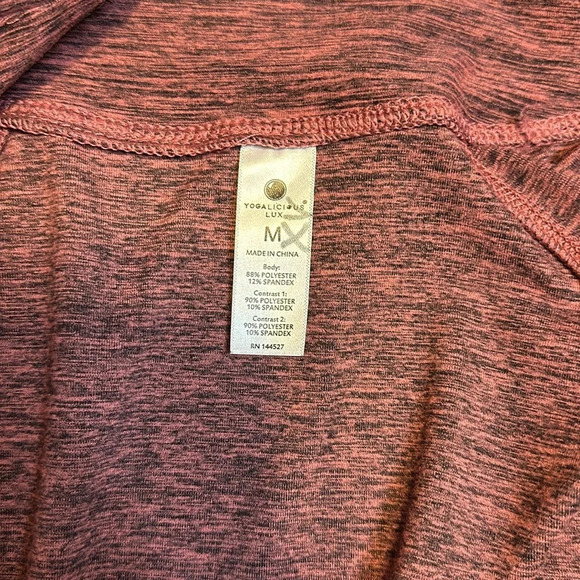 YOGALICIOUS
LUX
M
MADE IN CHINA
Body:
88% POLYESTER
12% SPANDEX
Contrast 1:
90% POLYESTER
10% SPANDEX
Contrast 2:
90% POLYESTER
10% SPANDEX
RN 144527